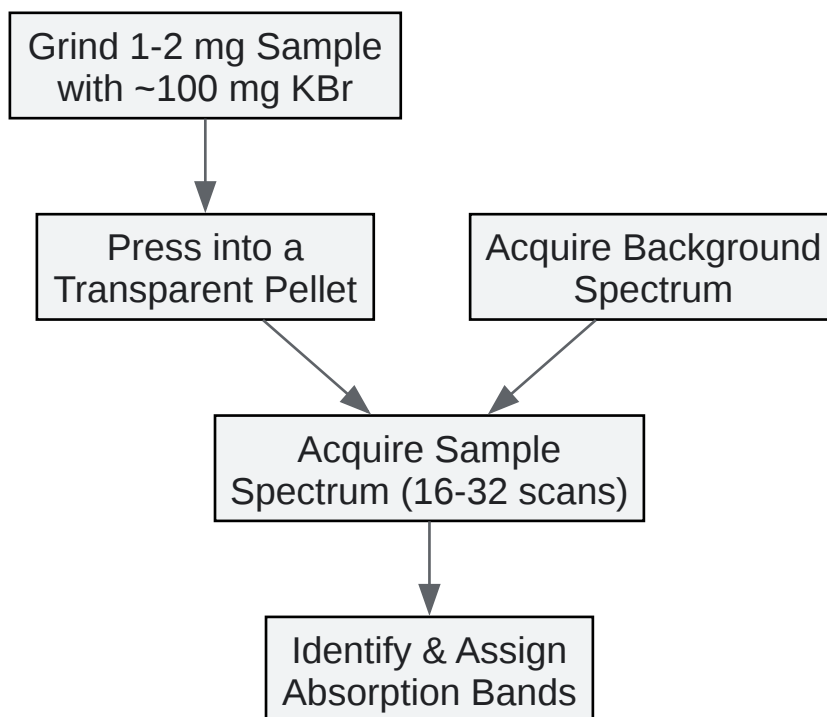 Grind 1-2 mg Sample
with ~100 mg KBr
Press into a
Transparent Pellet
Acquire Background
Spectrum
Acquire Sample
Spectrum (16-32 scans)
Identify & Assign
Absorption Bands